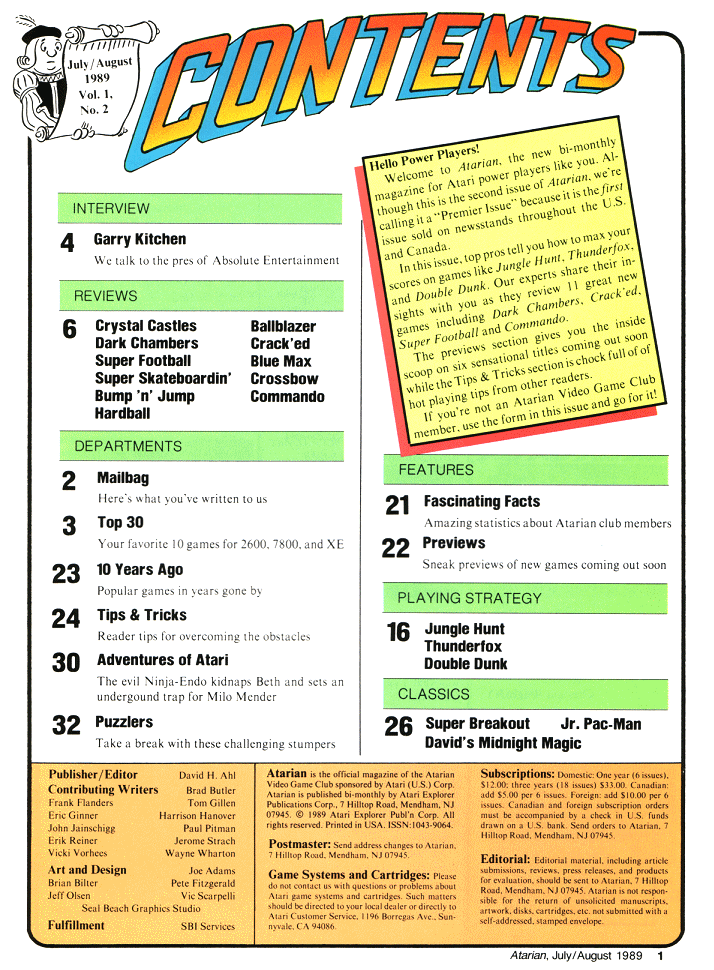 July/August
1989
Vol. 1,
No. 2
CONTENTS
Hello Power Players!
Welcome to Atarian, the new bi-monthly
magazine for Atari power players like you. Al-
though this is the second issue of Atarian, we're
calling it a "Premier Issue" because it is the first
issue sold on newsstands throughout the U.S.
and Canada.
In this issue, top pros tell you how to max your
scores on games like Jungle Hunt, Thunderfox,
and Double Dunk. Our experts share their in-
sights with you as they review 11 great new
games including Dark Chambers, Crack'ed,
Super Football and Commando.
The previews section gives you the inside
scoop on six sensational titles coming out soon
while the Tips & Tricks section is chock full of of
hot playing tips from other readers.
If you're not an Atarian Video Game Club
member, use the form in this issue and go for it!
INTERVIEW
4 Garry Kitchen
We talk to the pres of Absolute Entertainment
REVIEWS
6 Crystal Castles
Dark Chambers
Super Football
Super Skateboardin'
Bump 'n' Jump
Hardball
Ballblazer
Crack'ed
Blue Max
Crossbow
Commando
DEPARTMENTS
2 Mailbag
Here's what you've written to us
3 Top 30
Your favorite 10 games for 2600, 7800, and XE
23 10 Years Ago
Popular games in years gone by
24 Tips & Tricks
Reader tips for overcoming the obstacles
30 Adventures of Atari
The evil Ninja-Endo kidnaps Beth and sets an
undergound trap for Milo Mender
32 Puzzlers
Take a break with these challenging stumpers
FEATURES
21 Fascinating Facts
Amazing statistics about Atarian club members
22 Previews
Sneak previews of new games coming out soon
PLAYING STRATEGY
16 Jungle Hunt
Thunderfox
Double Dunk
CLASSICS
26 Super Breakout Jr. Pac-Man
David's Midnight Magic
Publisher/Editor David H. Ahl
Contributing Writers Brad Butler
Frank Flanders Tom Gillen
Eric Ginner Harrison Hanover
John Jainschigg Paul Pitman
Erik Reiner Jerome Strach
Vicki Vorhees Wayne Wharton
Art and Design Joe Adams
Brian Bilter Pete Fitzgerald
Jeff Olsen Vic Scarpelli
Seal Beach Graphics Studio
Fulfillment SBI Services
Atarian is the official magazine of the Atarian
Video Game Club sponsored by Atari (U.S.) Corp.
Atarian is published bi-monthly by Atari Explorer
Publications Corp., 7 Hilltop Road, Mendham, NJ
07945. © 1989 Atari Explorer Publ'n Corp. All
rights reserved. Printed in USA. ISSN:1043-9064.
Postmaster: Send address changes to Atarian,
7 Hilltop Road, Mendham, NJ 07945.
Game Systems and Cartridges: Please
do not contact us with questions or problems about
Atari game systems and cartridges. Such matters
should be directed to your local dealer or directly to
Atari Customer Service, 1196 Borregas Ave., Sun-
nyvale, CA 94086.
Subscriptions: Domestic: One year (6 issues),
$12.00; three years (18 issues) $33.00. Canadian:
add $5.00 per 6 issues. Foreign: add $10.00 per 6
issues. Canadian and foreign subscription orders
must be accompanied by a check in U.S. funds
drawn on a U.S. bank. Send orders to Atarian, 7
Hilltop Road, Mendham, NJ 07945.
Editorial: Editorial material, including article
submissions, reviews, press releases, and products
for evaluation, should be sent to Atarian, 7 Hilltop
Road, Mendham, NJ 07945. Atarian is not respon-
sible for the return of unsolicited manuscripts,
artwork, disks, cartridges, etc. not submitted with a
self-addressed, stamped envelope.
Atarian, July/August 1989 1